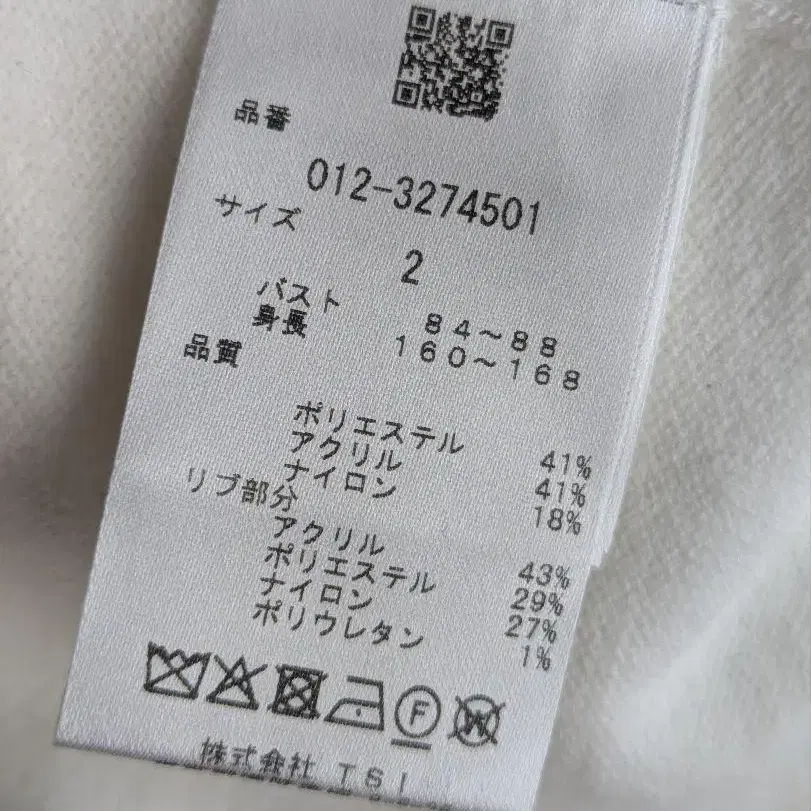 品番
012-3274501
サイズ
2
バスト 84～88
身長 160～168
品質
ポリエステル 41%
アクリル 41%
ナイロン 18%
リブ部分
アクリル 43%
ポリエステル 29%
ナイロン 27%
ポリウレタン 1%
F W
株式会社 TSI